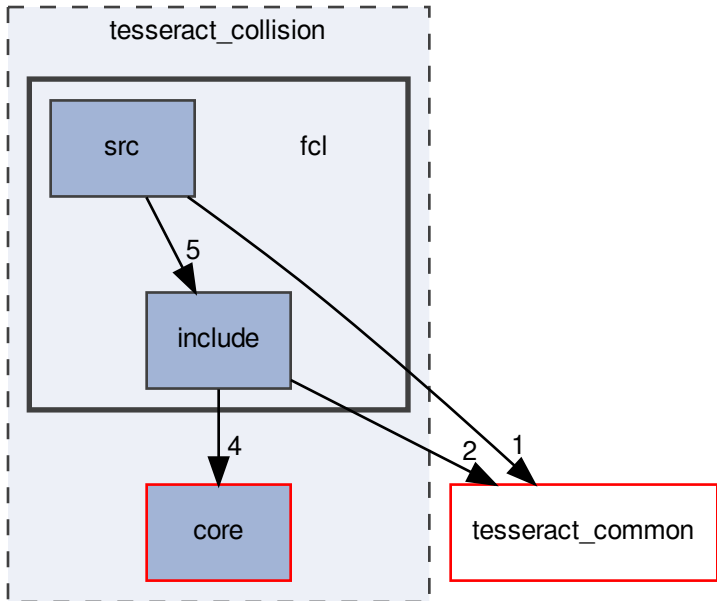 tesseract_collision
src
fcl
5
include
4
2
1
core
tesseract_common